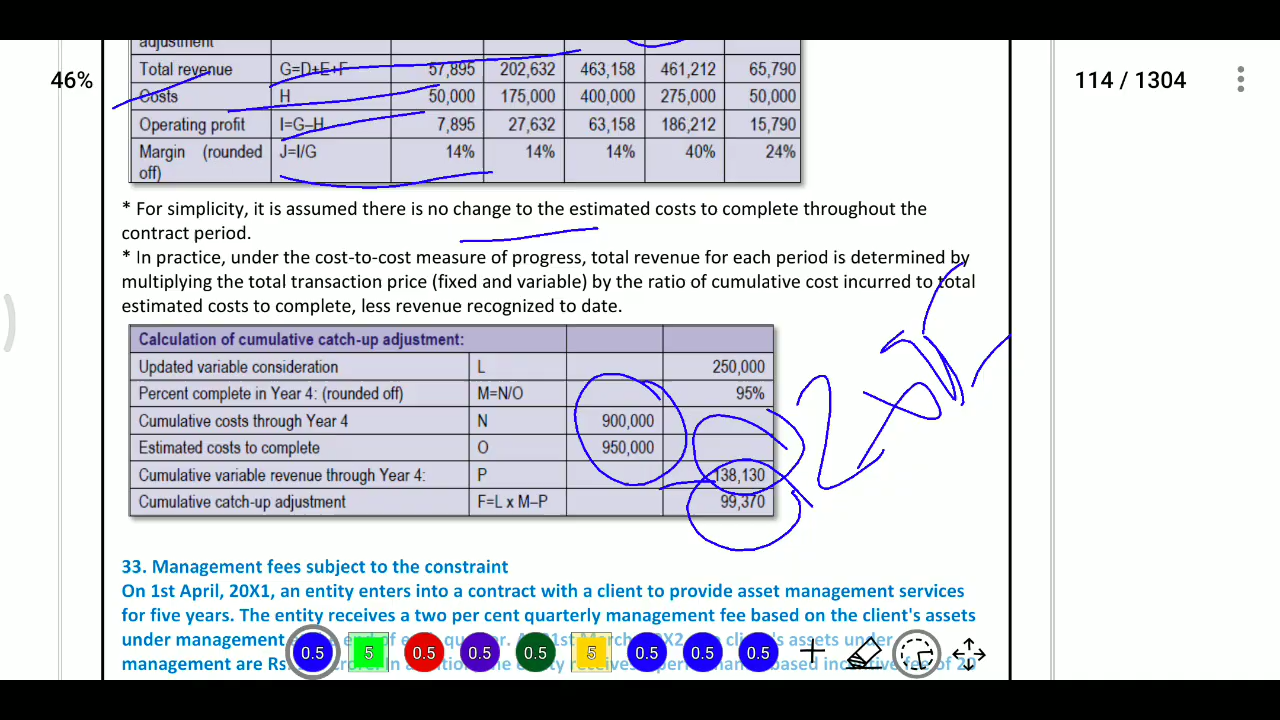 46%
114 / 1304
adjustment
Total revenue G=D+E+F 57,895 202,632 463,158 461,212 65,790
Costs H 50,000 175,000 400,000 275,000 50,000
Operating profit I=G–H 7,895 27,632 63,158 186,212 15,790
Margin (rounded off) J=I/G 14% 14% 14% 40% 24%
* For simplicity, it is assumed there is no change to the estimated costs to complete throughout the
contract period.
* In practice, under the cost-to-cost measure of progress, total revenue for each period is determined by
multiplying the total transaction price (fixed and variable) by the ratio of cumulative cost incurred to total
estimated costs to complete, less revenue recognized to date.
Calculation of cumulative catch-up adjustment:
Updated variable consideration L 250,000
Percent complete in Year 4: (rounded off) M=N/O 95%
Cumulative costs through Year 4 N 900,000
Estimated costs to complete O 950,000
Cumulative variable revenue through Year 4: P 138,130
Cumulative catch-up adjustment F=L x M–P 99,370
33. Management fees subject to the constraint
On 1st April, 20X1, an entity enters into a contract with a client to provide asset management services
for five years. The entity receives a two per cent quarterly management fee based on the client's assets
under management
management are Rs.
0.5 5 0.5 0.5 0.5 5 0.5 0.5 0.5